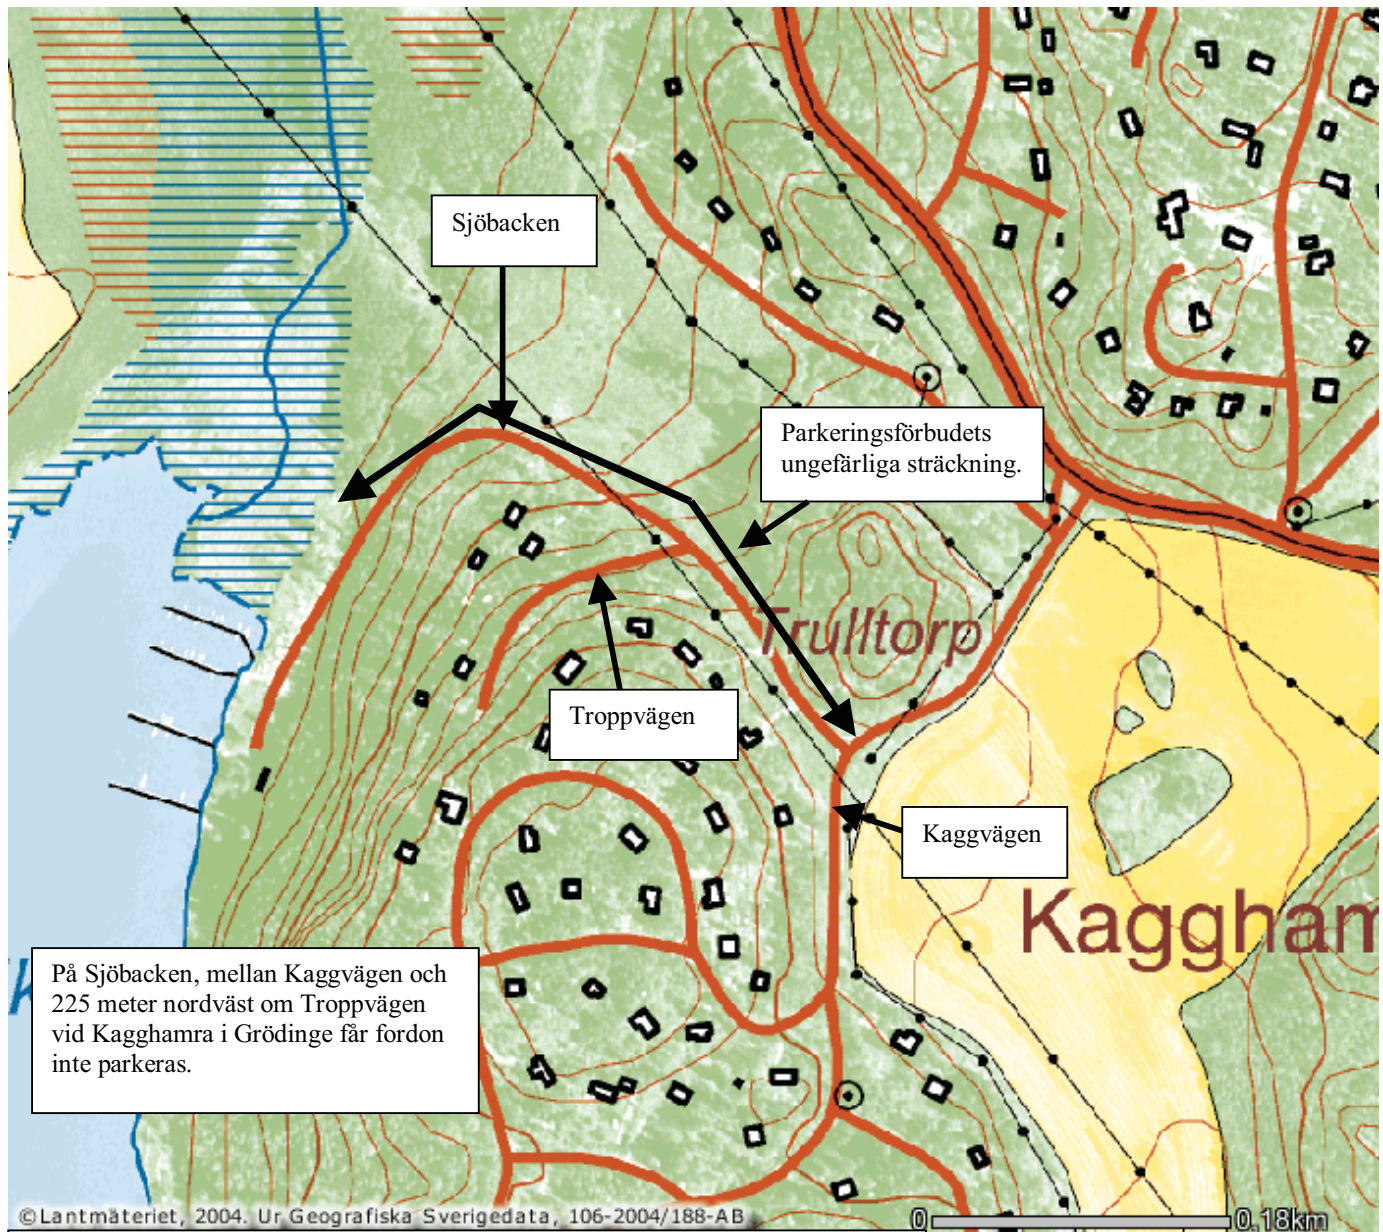 Sjöbacken
Parkeringsförbudets
ungefärliga sträckning.
Trulltorp
Troppvägen
Kaggvägen
Kaggham
På Sjöbacken, mellan Kaggvägen och
225 meter nordväst om Troppvägen
vid Kagghamra i Grödinge får fordon
inte parkeras.
©Lantmäteriet, 2004. Ur Geografiska Sverigedata, 106-2004/188-AB
0 0,18km